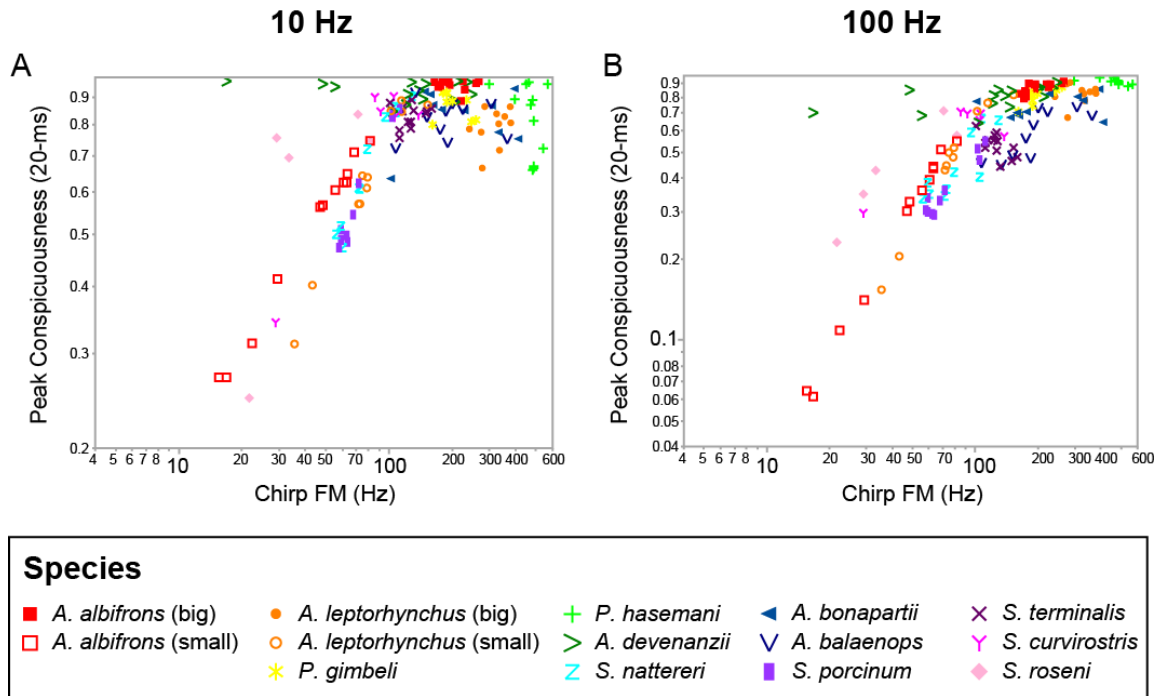 10 Hz
100 Hz
A
B
Peak Conspicuousness (20-ms)
0.9
0.8
0.7
0.6
0.5
0.4
0.3
0.2
4 5 6 7 8 10 20 30 40 50 70 100 200 300 400 600
Chirp FM (Hz)
Peak Conspicuousness (20-ms)
0.9
0.8
0.7
0.6
0.5
0.4
0.3
0.2
0.1
0.08
0.07
0.06
0.05
0.04
4 5 6 7 8 10 20 30 40 50 70 100 200 300 400 600
Chirp FM (Hz)
Species
A. albifrons (big)
A. albifrons (small)
A. leptorhynchus (big)
A. leptorhynchus (small)
P. gimbeli
P. hasemani
A. devenanzii
S. nattereri
A. bonapartii
A. balaenops
S. porcinum
S. terminalis
S. curvirostris
S. roseni